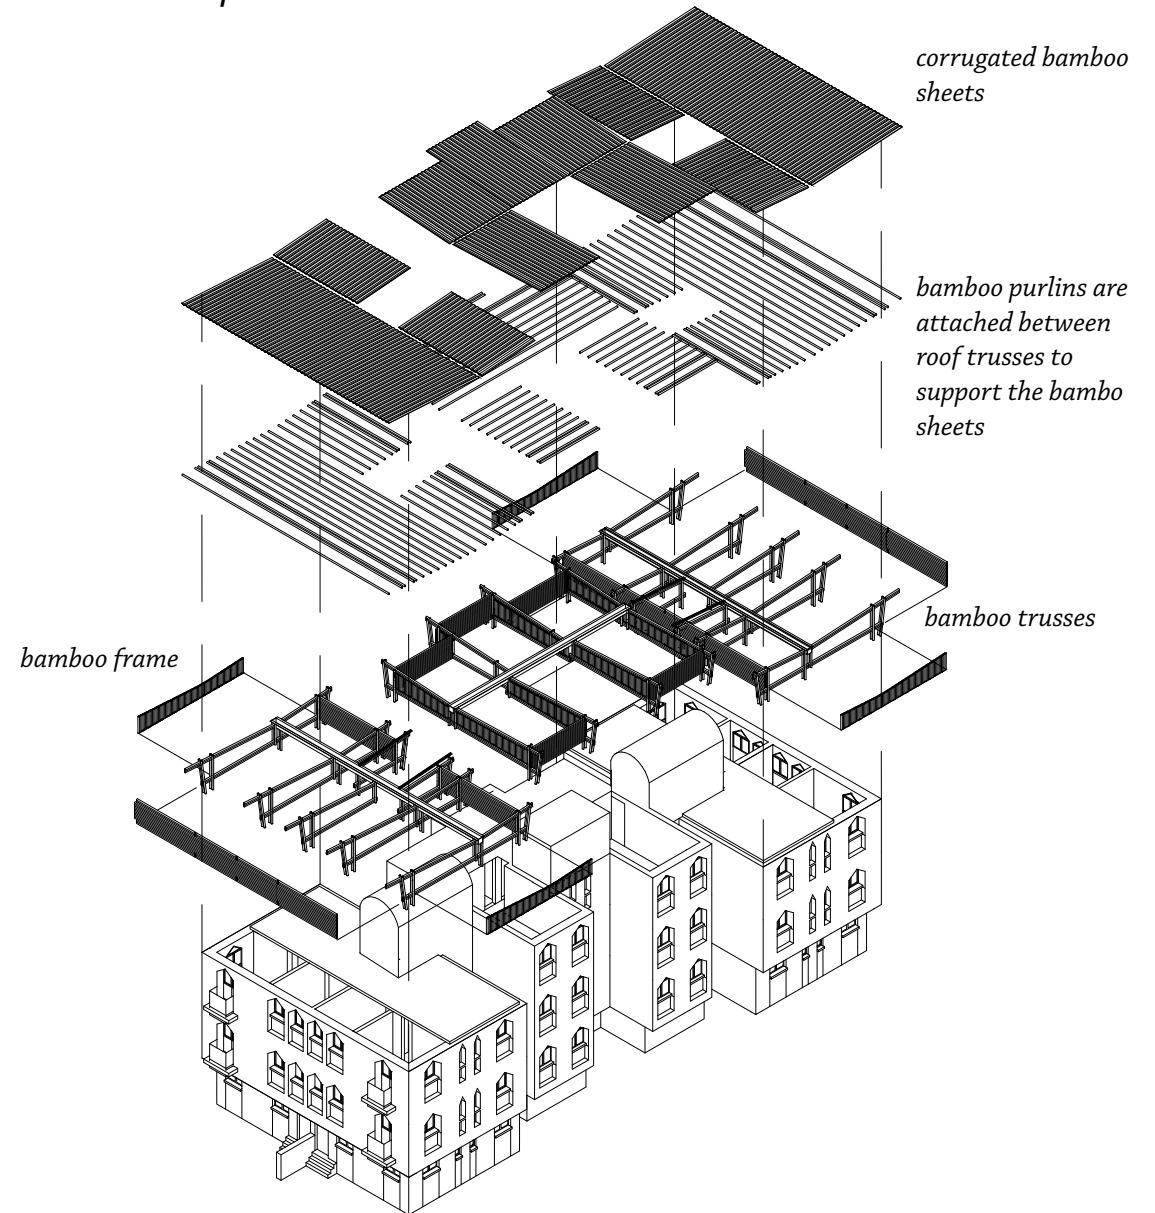 corrugated bamboo
sheets
bamboo purlins are
attached between
roof trusses to
support the bambo
sheets
bamboo trusses
bamboo frame